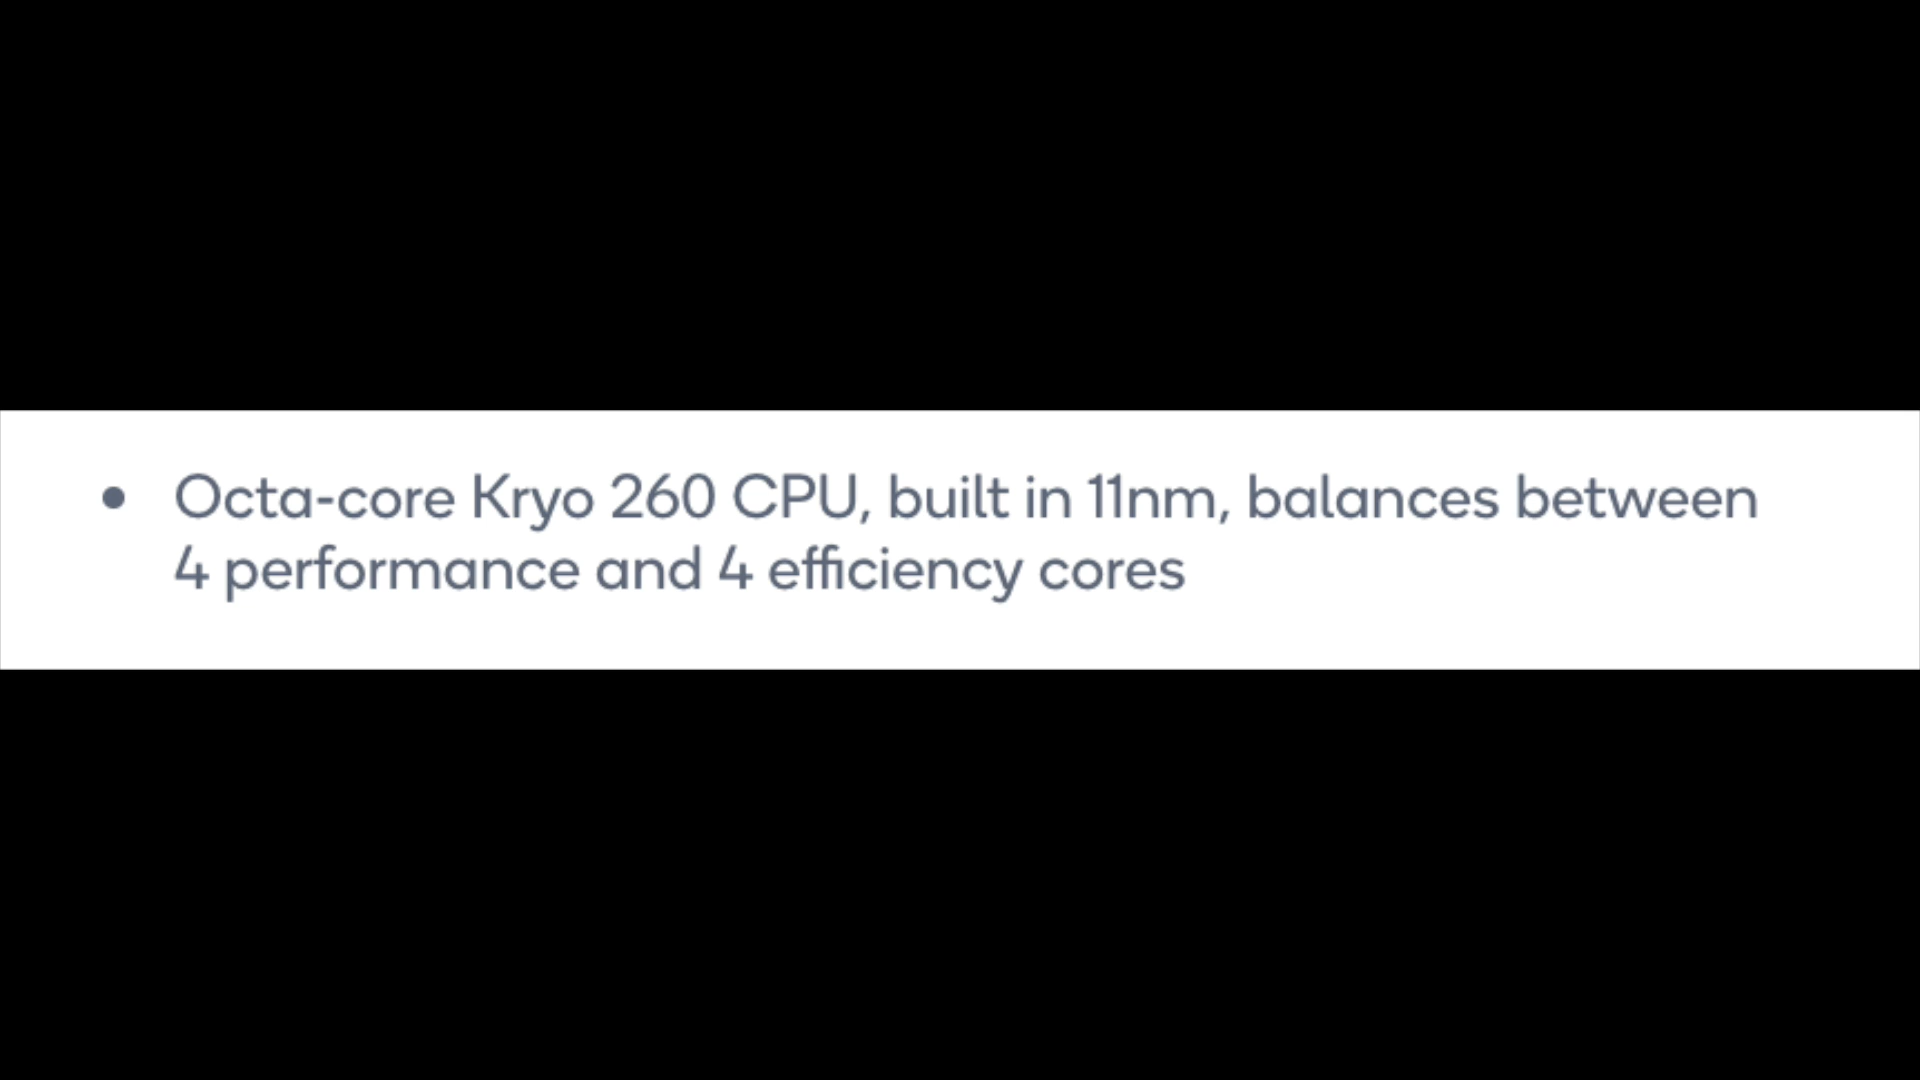 • Octa-core Kryo 260 CPU, built in 11nm, balances between
4 performance and 4 efficiency cores